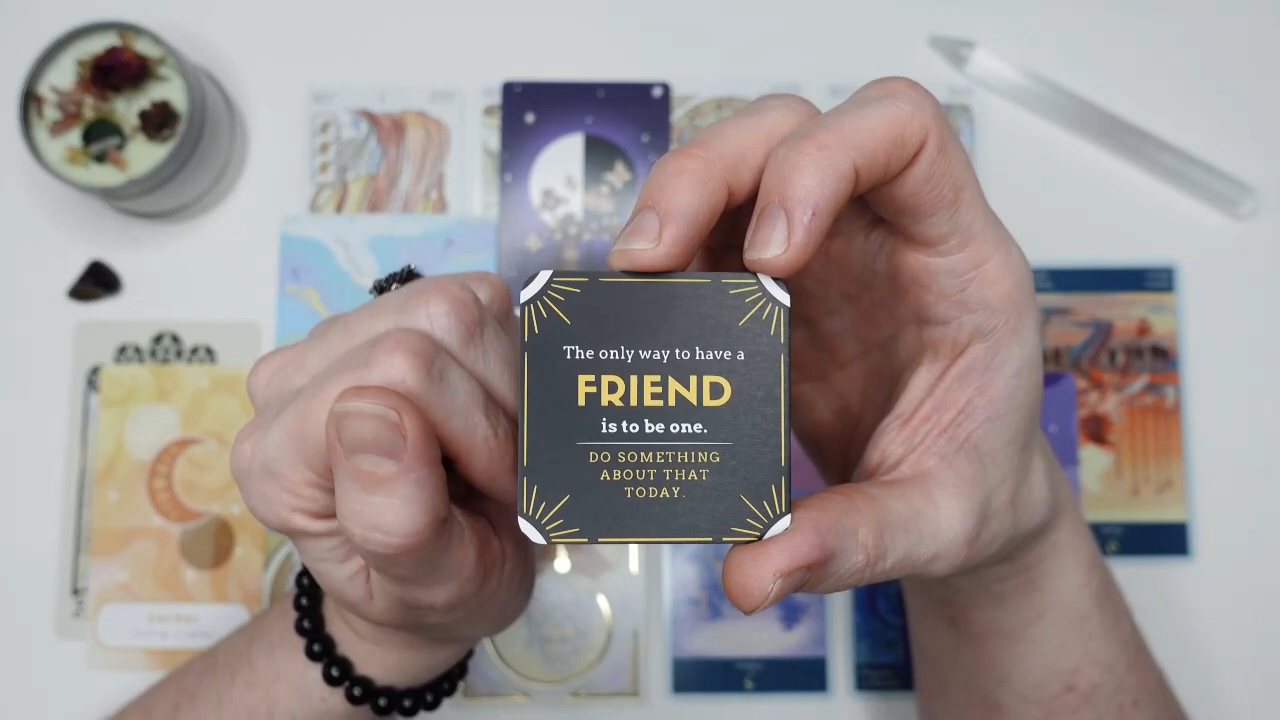 The only way to have a
FRIEND
is to be one.
DO SOMETHING
ABOUT THAT
TODAY.